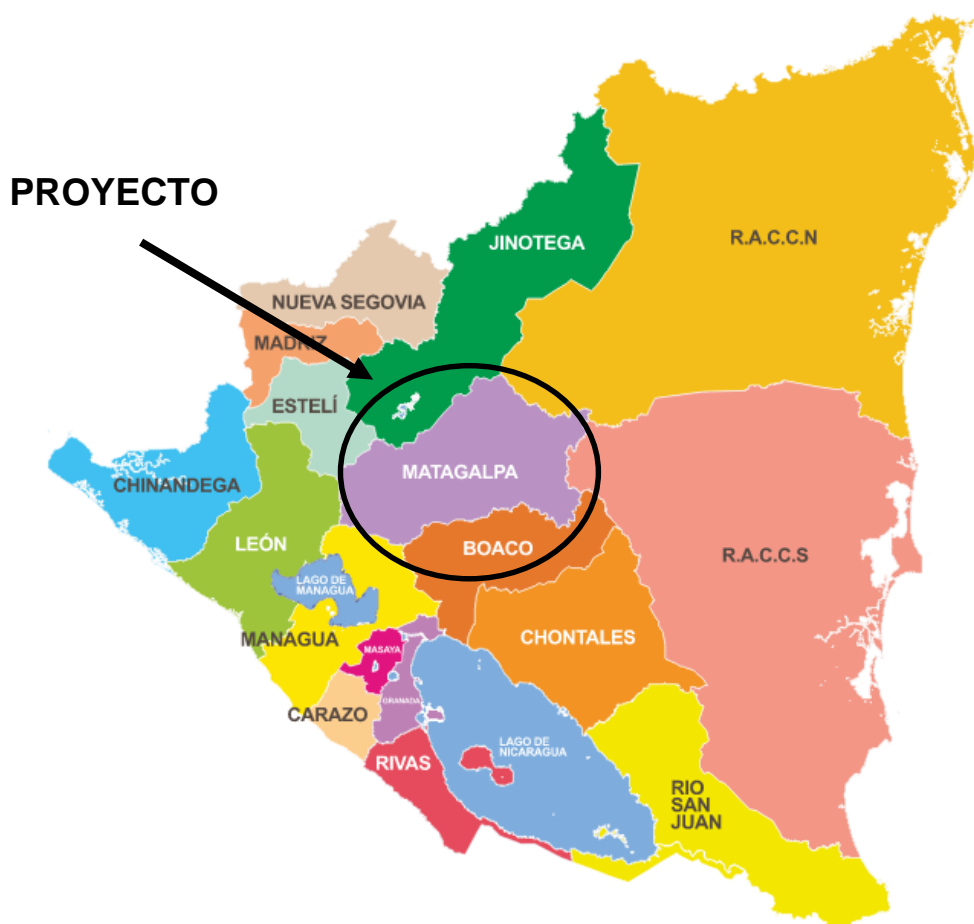 PROYECTO
JINOTEGA
R.A.C.C.N
NUEVA SEGOVIA
MADRIZ
ESTELÍ
MATAGALPA
CHINANDEGA
LEÓN
BOACO
R.A.C.C.S
LAGO DE
MANAGUA
MANAGUA
CHONTALES
MASAYA
GRANADA
CARAZO
LAGO DE
NICARAGUA
RIVAS
RIO
SAN
JUAN